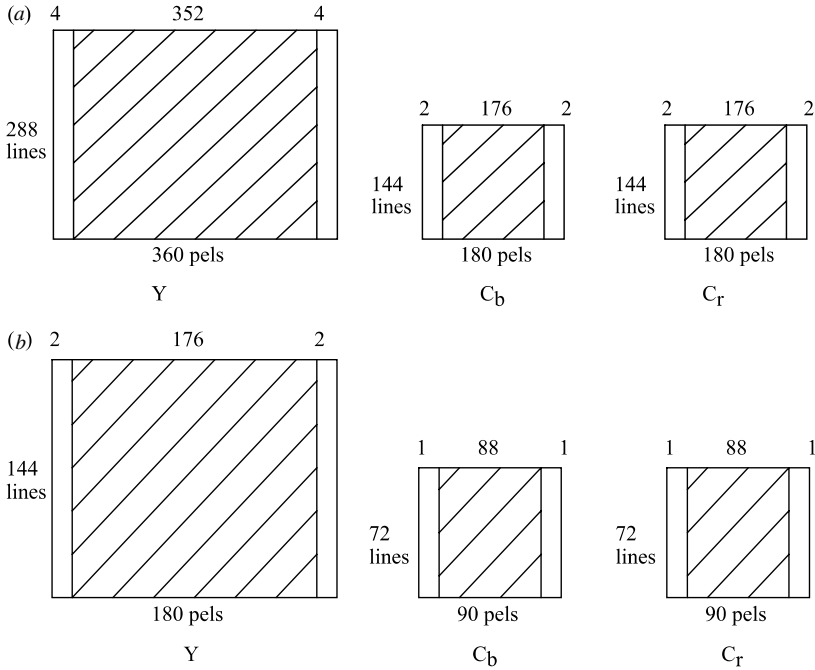 (a) 4 352 4
288 lines
360 pels
Y
2 176 2
144 lines
180 pels
Cb
2 176 2
144 lines
180 pels
Cr
(b) 2 176 2
144 lines
180 pels
Y
1 88 1
72 lines
90 pels
Cb
1 88 1
72 lines
90 pels
Cr